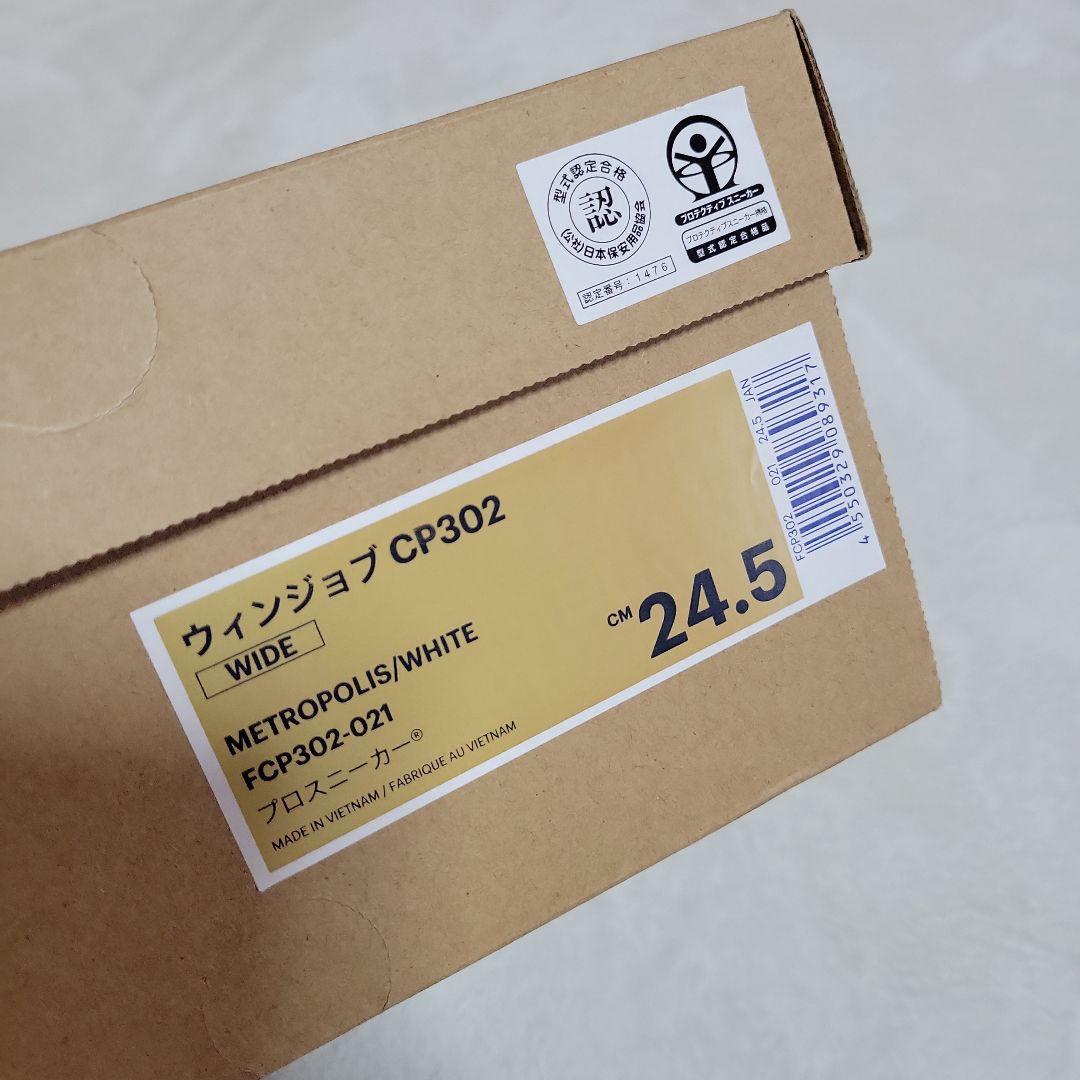 型式認定合格
認
(公社)日本保安用品協会
認定番号:1476
プロテクティブ スニーカー
プロテクティブスニーカー規格
型式認定合格品
ウィンジョブ CP302
WIDE
METROPOLIS/WHITE
FCP302-021
プロスニーカー®
MADE IN VIETNAM / FABRIQUE AU VIETNAM
CM 24.5
FCP302 021 24.5 JAN
4550329089317